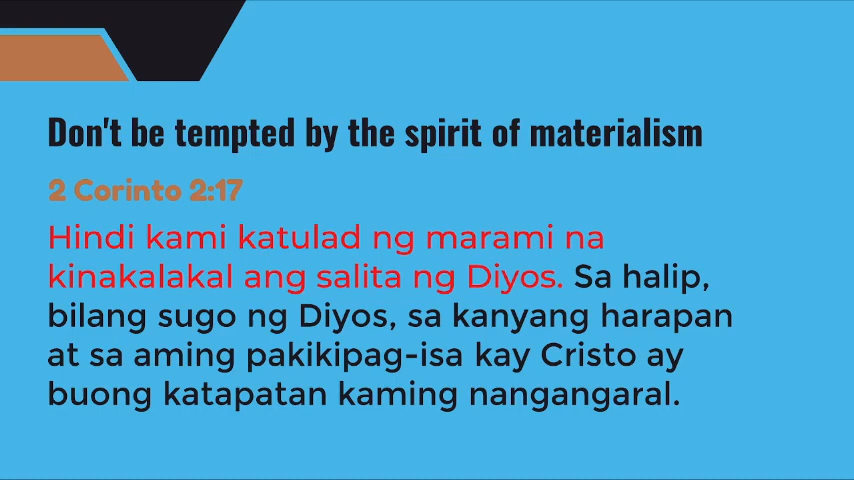 Don't be tempted by the spirit of materialism
2 Corinto 2:17
Hindi kami katulad ng marami na
kinakalakal ang salita ng Diyos. Sa halip,
bilang sugo ng Diyos, sa kanyang harapan
at sa aming pakikipag-isa kay Cristo ay
buong katapatan kaming nangangaral.